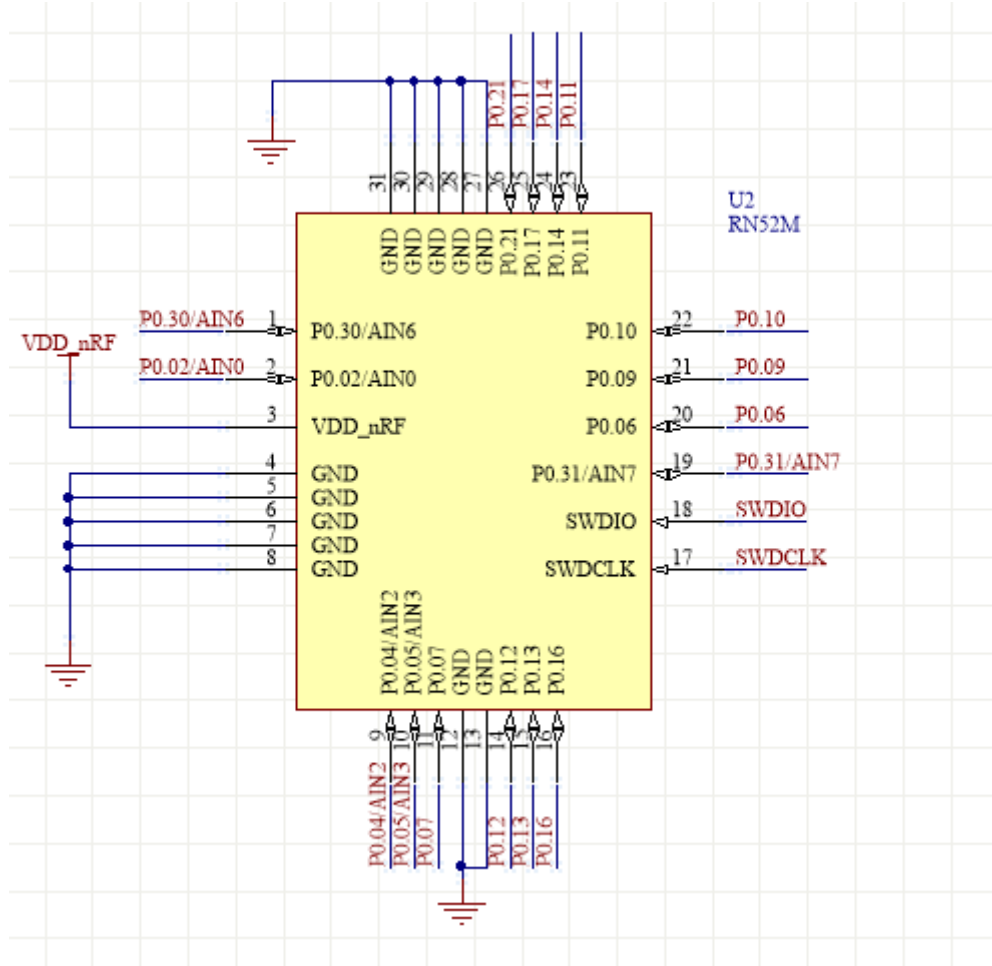 P0.21
P0.17
P0.14
P0.11
31
30
29
28
27
26
25
24
23
U2
RN52M
GND
GND
GND
GND
GND
P0.21
P0.17
P0.14
P0.11
P0.30/AIN6 1 P0.30/AIN6 P0.10 22 P0.10
VDD_nRF
P0.02/AIN0 2 P0.02/AIN0 P0.09 21 P0.09
3 VDD_nRF P0.06 20 P0.06
4 GND P0.31/AIN7 19 P0.31/AIN7
5 GND
6 GND SWDIO 18 SWDIO
7 GND
8 GND SWDCLK 17 SWDCLK
P0.04/AIN2
P0.05/AIN3
P0.07
GND
GND
P0.12
P0.13
P0.16
9
10
11
12
13
14
15
16
P0.04/AIN2
P0.05/AIN3
P0.07
P0.12
P0.13
P0.16